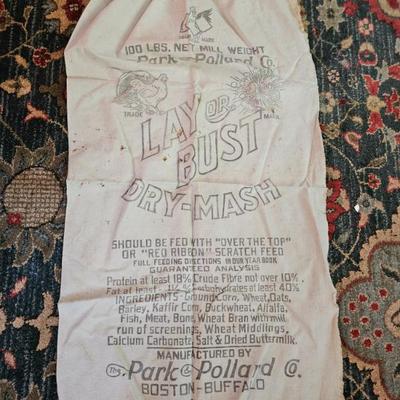 TRADE MARK
100 LBS. NET MILL WEIGHT
The Park & Pollard Co.
TRADE MARK
LAY OR
BUST
DRY-MASH
SHOULD BE FED WITH "OVER THE TOP"
OR "RED RIBBON" SCRATCH FEED
FULL FEEDING DIRECTIONS IN OUR YEAR BOOK
GUARANTEED ANALYSIS
Protein at least 18% Crude Fibre not over 10%.
Fat at least Carbohydrates at least 40%
INGREDIENTS-Ground Corn, Wheat, Oats,
Barley, Kaffir Corn, Buckwheat, Alfalfa,
Fish, Meat, Bone, Wheat Bran with mill
run of screenings, Wheat Middlings,
Calcium Carbonate, Salt & Dried Buttermilk.
MANUFACTURED BY
The Park & Pollard Co.
BOSTON-BUFFALO